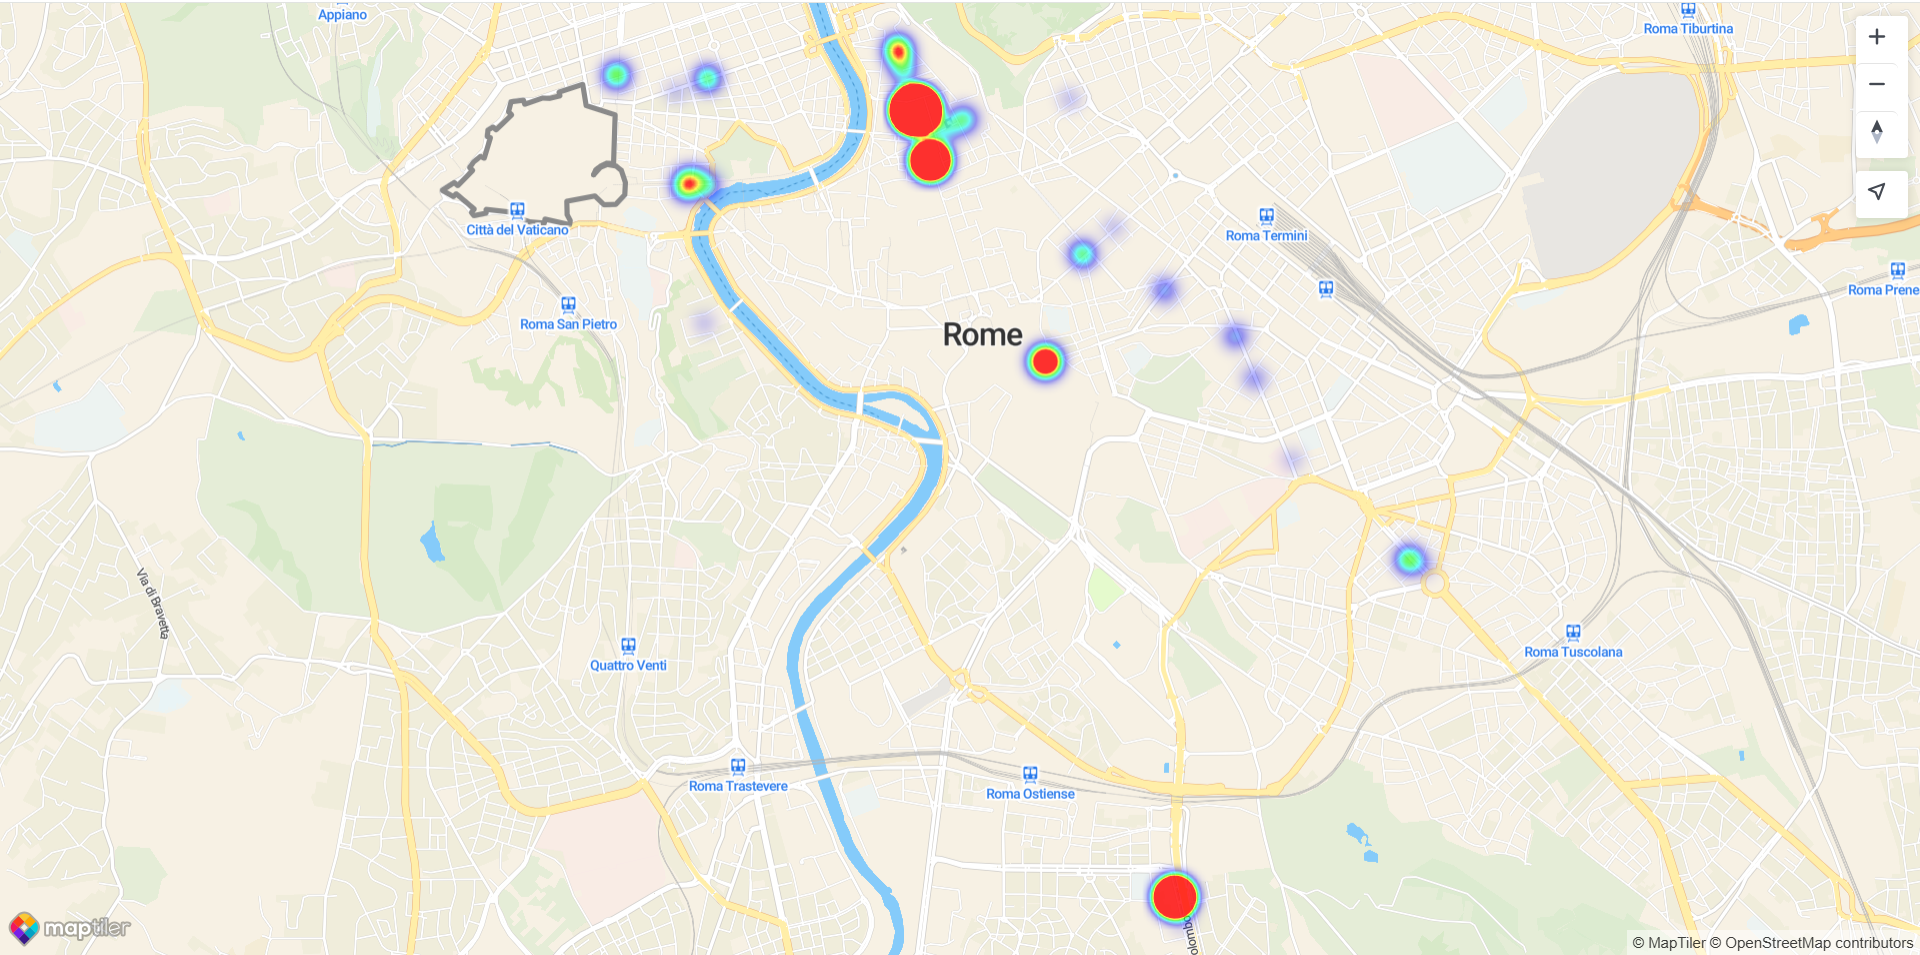 Appiano
Roma Tiburtina
Città del Vaticano
Roma Termini
Roma Prene
Roma San Pietro
Rome
Via di Bravetta
Quattro Venti
Roma Tuscolana
Roma Trastevere
Roma Ostiense
olombo
maptiler
© MapTiler © OpenStreetMap contributors